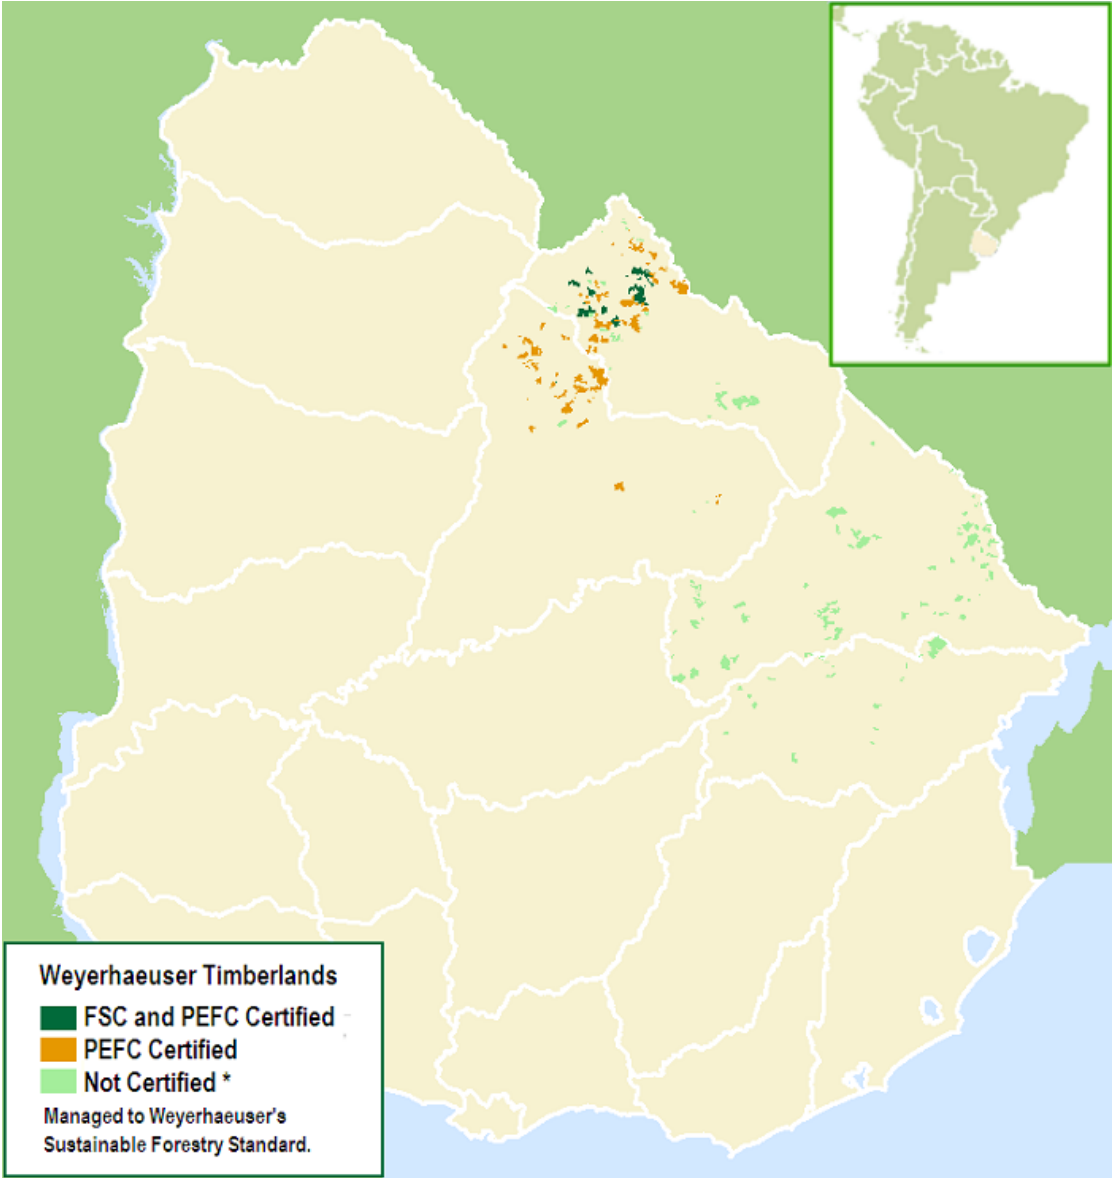 Weyerhaeuser Timberlands
FSC and PEFC Certified
PEFC Certified
Not Certified *
Managed to Weyerhaeuser's
Sustainable Forestry Standard.